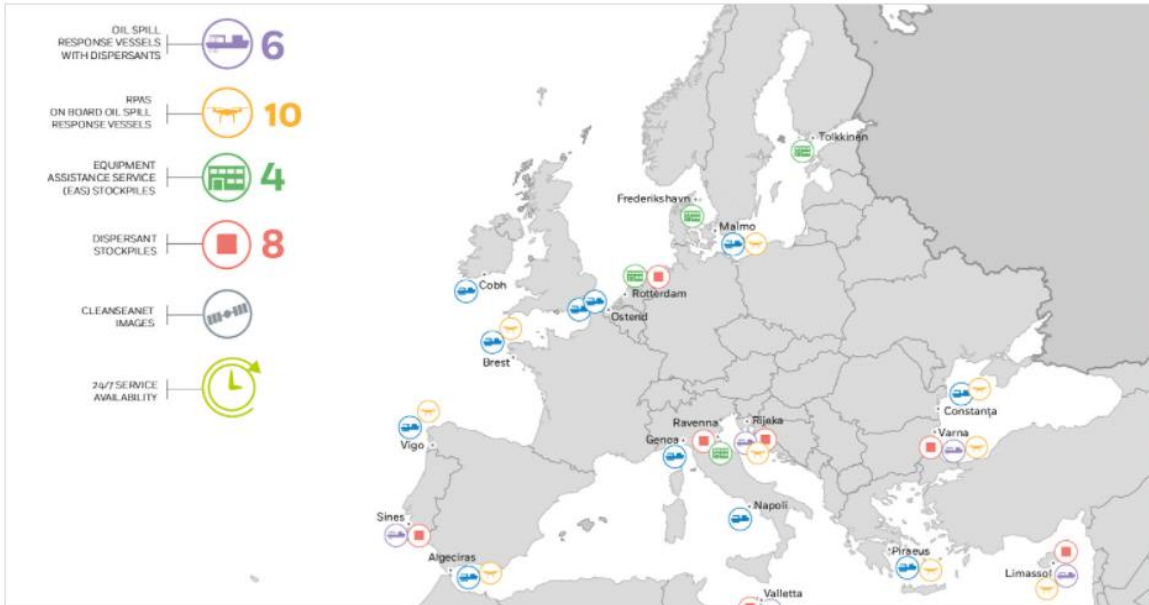 OIL SPILL
RESPONSE VESSELS
WITH DISPERSANTS
6
RPAS
ON BOARD OIL SPILL
RESPONSE VESSELS
10
EQUIPMENT
ASSISTANCE SERVICE
(EAS) STOCKPILES
4
DISPERSANT
STOCKPILES
8
CLEANSEANET
IMAGES
24/7 SERVICE
AVAILABILITY
Tolkkinen
Frederikshavn
Malmo
Cobh
Rotterdam
Ostend
Brest
Constanţa
Ravenna
Rijeka
Varna
Genoa
Vigo
Napoli
Sines
Algeciras
Piraeus
Limassol
Valletta